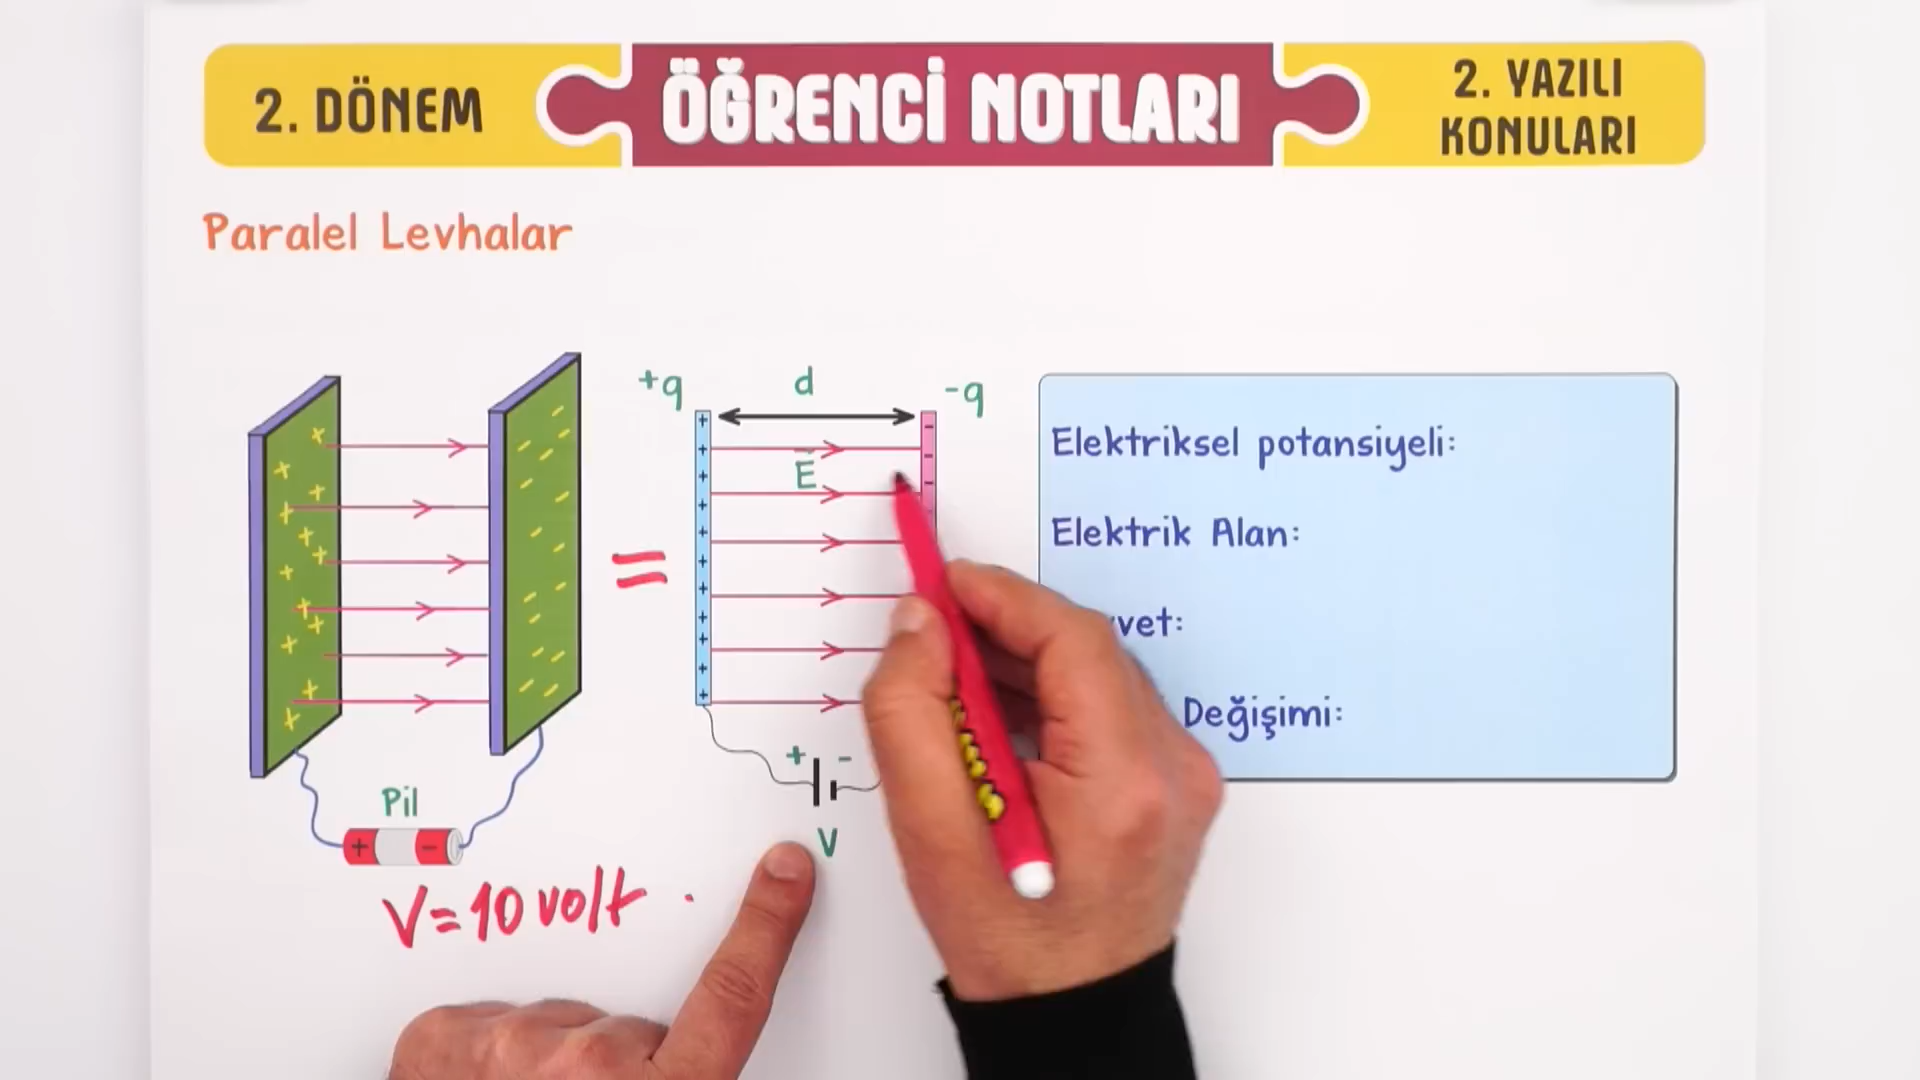 2. DÖNEM
ÖĞRENCİ NOTLARI
2. YAZILI
KONULARI
Paralel Levhalar
+q
d
-q
E
=
Pil
+ -
V = 10 volt
+ -
V
Elektriksel potansiyeli:
Elektrik Alan:
vet:
Değişimi: